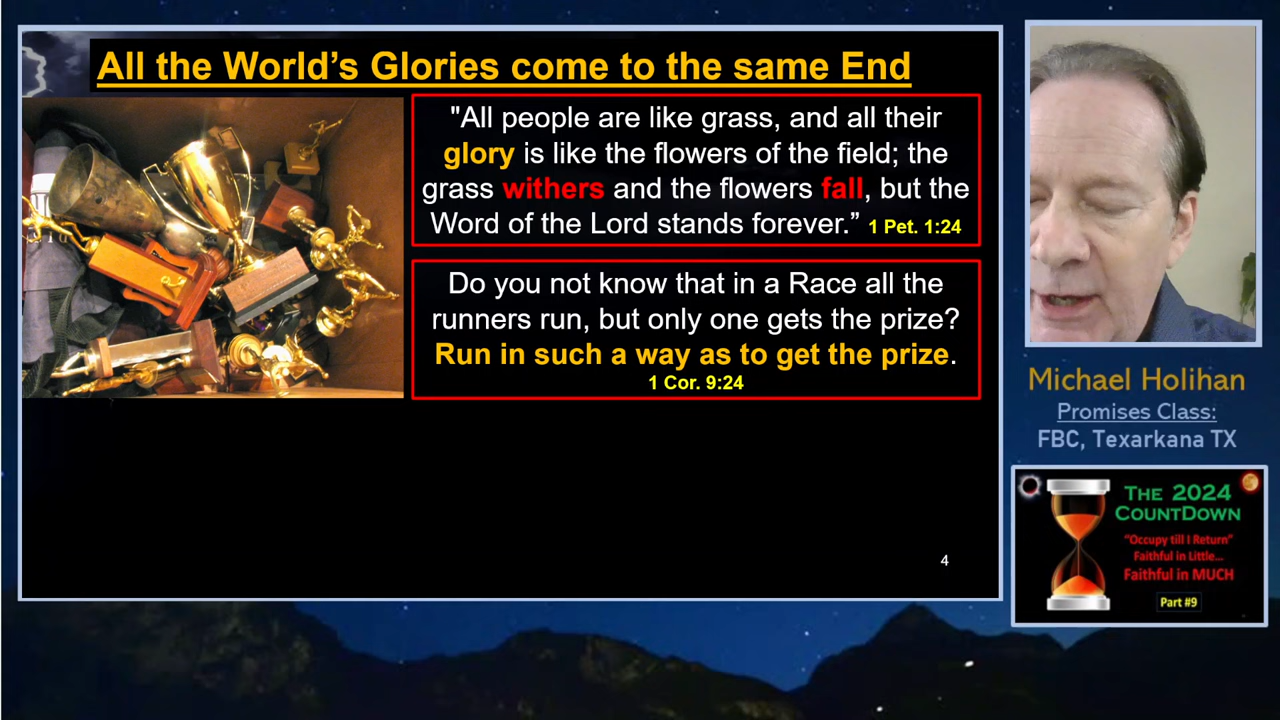 All the World's Glories come to the same End
"All people are like grass, and all their
glory is like the flowers of the field; the
grass withers and the flowers fall, but the
Word of the Lord stands forever.” 1 Pet. 1:24
Do you not know that in a Race all the
runners run, but only one gets the prize?
Run in such a way as to get the prize.
1 Cor. 9:24
4
Michael Holihan
Promises Class:
FBC, Texarkana TX
The 2024
CountDown
“Occupy till I Return”
Faithful in Little...
Faithful in MUCH
Part #9